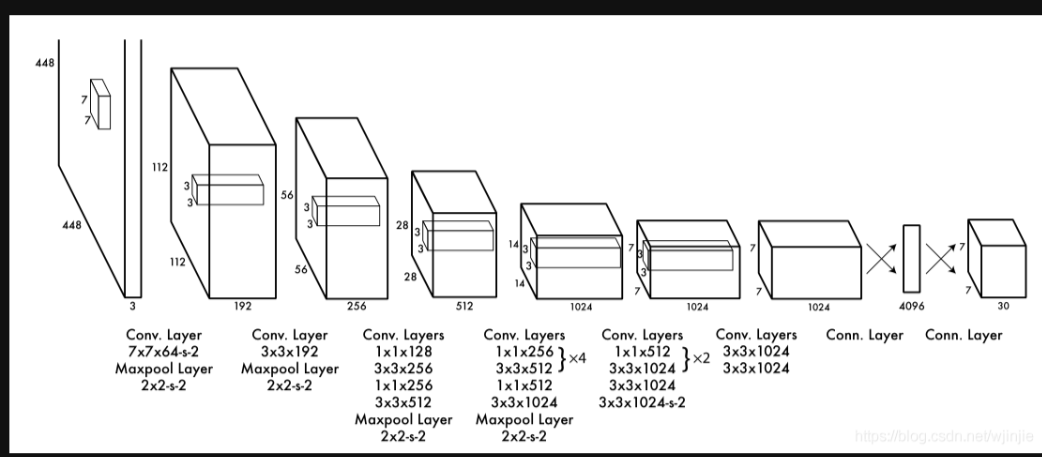 448
448
7
7
3
112
112
3
3
192
56
56
3
3
256
28
28
3
3
512
14
14
3
3
1024
7
7
3
3
1024
7
7
1024
4096
7
7
30
Conv. Layer
7x7x64-s-2
Maxpool Layer
2x2-s-2
Conv. Layer
3x3x192
Maxpool Layer
2x2-s-2
Conv. Layers
1x1x128
3x3x256
1x1x256
3x3x512
Maxpool Layer
2x2-s-2
Conv. Layers
1x1x256
3x3x512
}×4
1x1x512
3x3x1024
Maxpool Layer
2x2-s-2
Conv. Layers
1x1x512
3x3x1024
}×2
3x3x1024
3x3x1024-s-2
Conv. Layers
3x3x1024
3x3x1024
Conn. Layer
Conn. Layer
https://blog.csdn.net/wjinjie